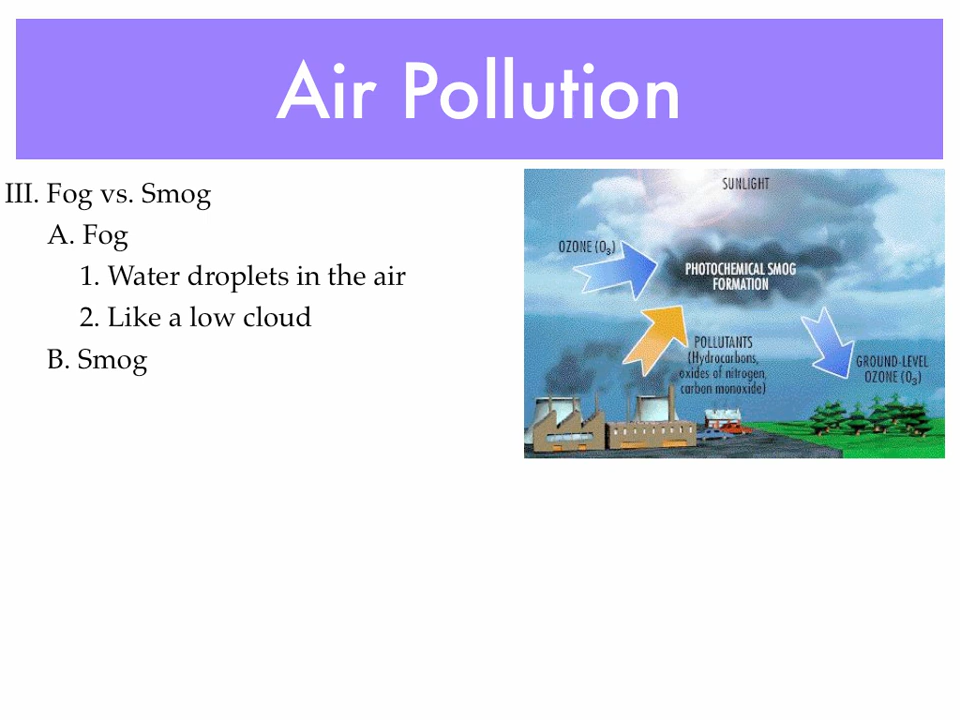 Air Pollution
III. Fog vs. Smog
A. Fog
1. Water droplets in the air
2. Like a low cloud
B. Smog
SUNLIGHT
OZONE (O₃)
PHOTOCHEMICAL SMOG
FORMATION
POLLUTANTS
(Hydrocarbons,
oxides of nitrogen,
carbon monoxide)
GROUND-LEVEL
OZONE (O₃)